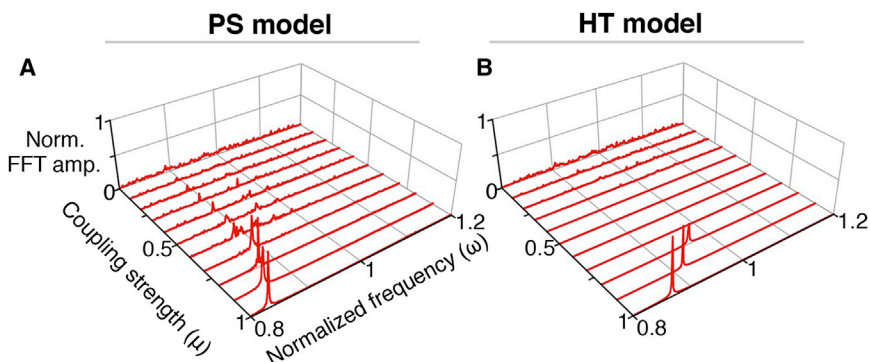 PS model
HT model
A
B
1
Norm.
FFT amp.
0
Coupling strength (μ)
0.5
1
0.8
Normalized frequency (ω)
1
1.2
1
0
0.5
1
0.8
1
1.2